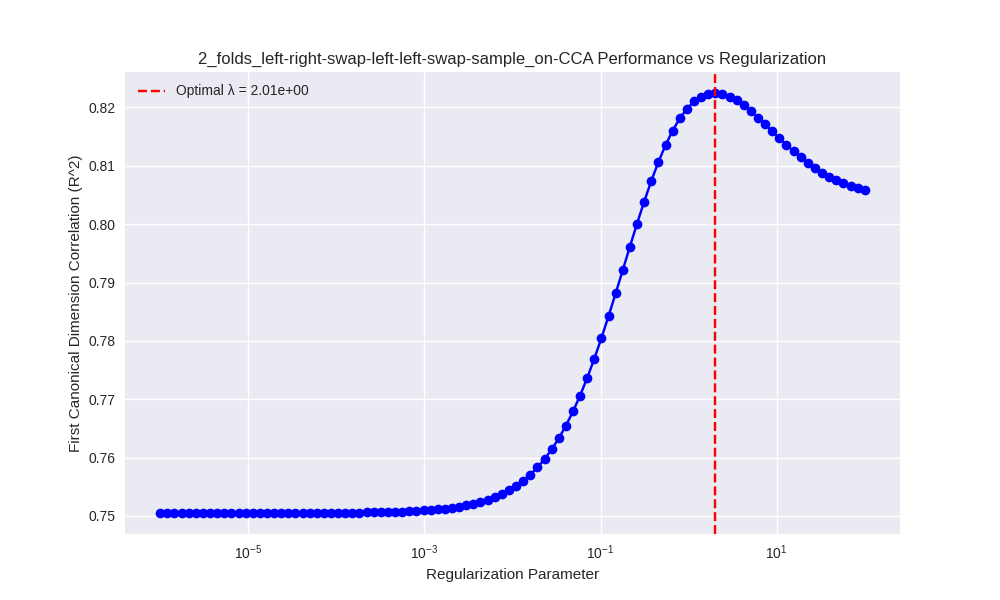 2_folds_left-right-swap-left-left-swap-sample_on-CCA Performance vs Regularization
Optimal λ = 2.01e+00
First Canonical Dimension Correlation (R^2)
0.82
0.81
0.80
0.79
0.78
0.77
0.76
0.75
10⁻⁵ 10⁻³ 10⁻¹ 10¹
Regularization Parameter